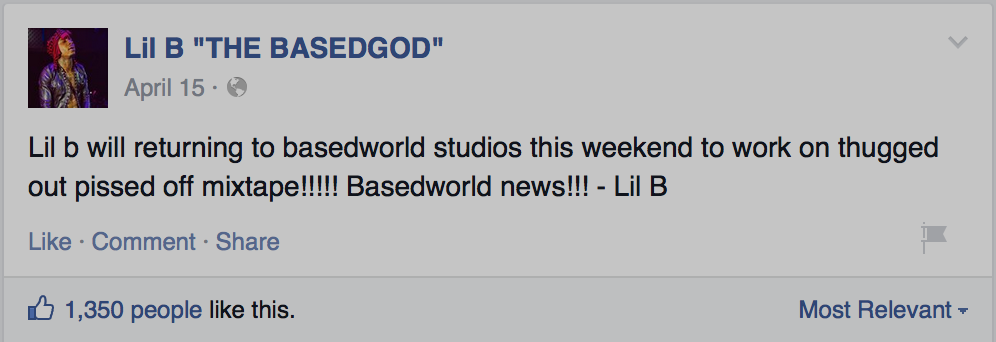 Lil B "THE BASEDGOD"
April 15 ·
Lil b will returning to basedworld studios this weekend to work on thugged
out pissed off mixtape!!!!! Basedworld news!!! - Lil B
Like · Comment · Share
1,350 people like this. Most Relevant